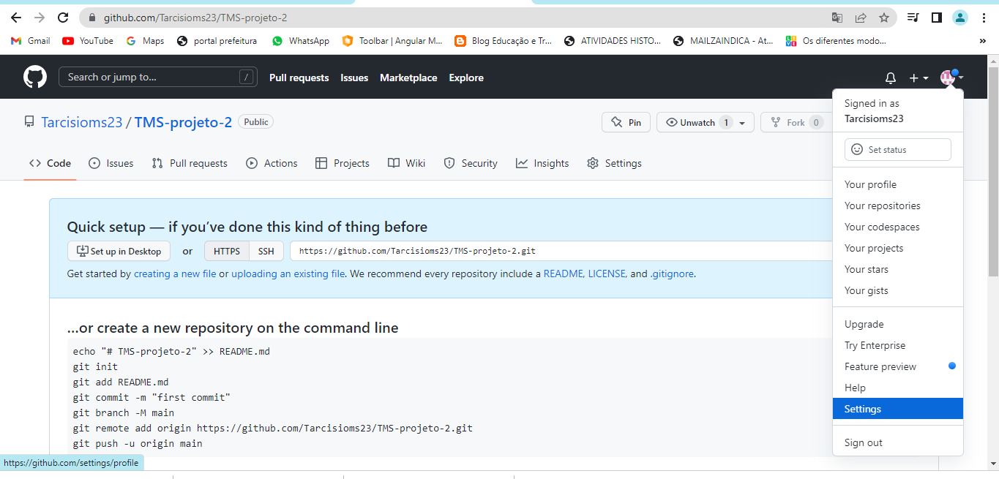 github.com/Tarcisioms23/TMS-projeto-2
Gmail YouTube Maps portal prefeitura WhatsApp Toolbar | Angular M... Blog Educação e Tr... ATIVIDADES HISTO... MAILZAINDICA - At... Os diferentes modo... »
Search or jump to... / Pull requests Issues Marketplace Explore
Signed in as
Tarcisioms23
Set status
Your profile
Your repositories
Your codespaces
Your projects
Your stars
Your gists
Upgrade
Try Enterprise
Feature preview
Help
Settings
Sign out
Tarcisioms23 / TMS-projeto-2 Public Pin Unwatch 1 Fork 0
Code Issues Pull requests Actions Projects Wiki Security Insights Settings
Quick setup — if you’ve done this kind of thing before
Set up in Desktop or HTTPS SSH https://github.com/Tarcisioms23/TMS-projeto-2.git
Get started by creating a new file or uploading an existing file. We recommend every repository include a README, LICENSE, and .gitignore.
…or create a new repository on the command line
echo "# TMS-projeto-2" >> README.md
git init
git add README.md
git commit -m "first commit"
git branch -M main
git remote add origin https://github.com/Tarcisioms23/TMS-projeto-2.git
git push -u origin main
https://github.com/settings/profile